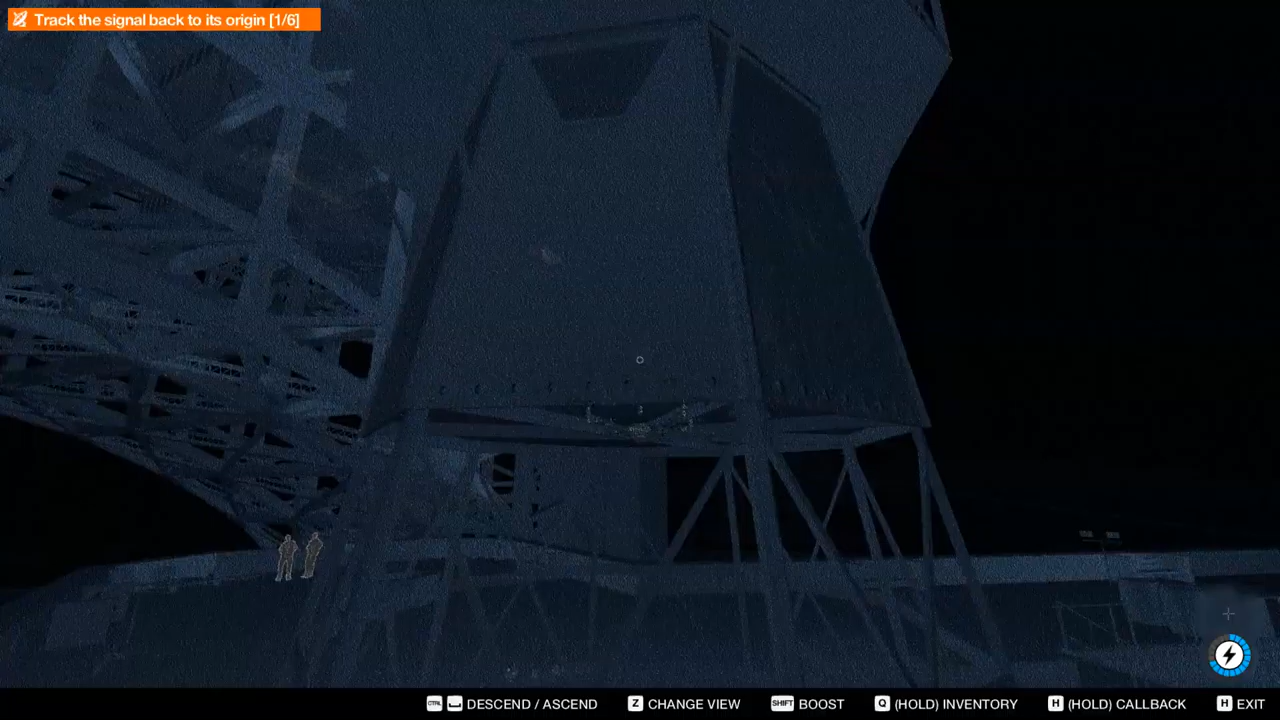 Track the signal back to its origin [1/6]
CTRL DESCEND / ASCEND Z CHANGE VIEW SHIFT BOOST Q (HOLD) INVENTORY H (HOLD) CALLBACK H EXIT